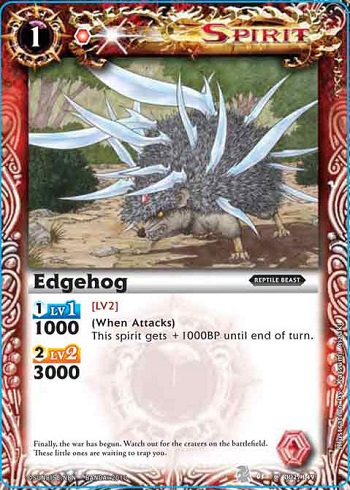 1
SPIRIT
Edgehog
REPTILE BEAST
1 LV1
1000
[LV2]
(When Attacks)
This spirit gets +1000BP until end of turn.
2 LV2
3000
Finally, the war has begun. Watch out for the craters on the battlefield.
These little ones are waiting to trap you.